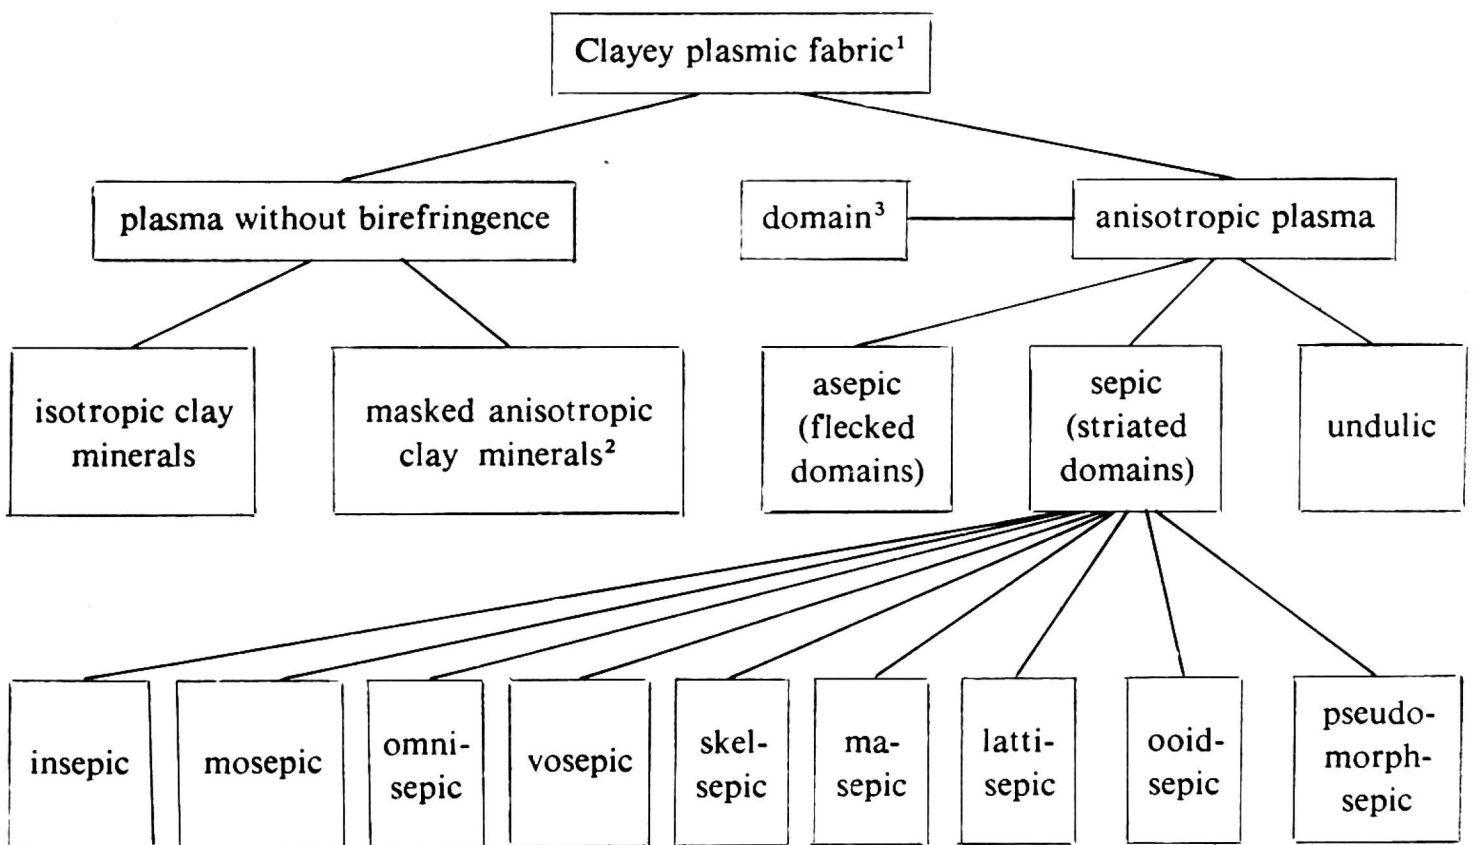 Clayey plasmic fabric¹
plasma without birefringence
domain³
anisotropic plasma
isotropic clay
minerals
masked anisotropic
clay minerals²
asepic
(flecked
domains)
sepic
(striated
domains)
undulic
insepic
mosepic
omni-
sepic
vosepic
skel-
sepic
ma-
sepic
latti-
sepic
ooid-
sepic
pseudo-
morph-
sepic